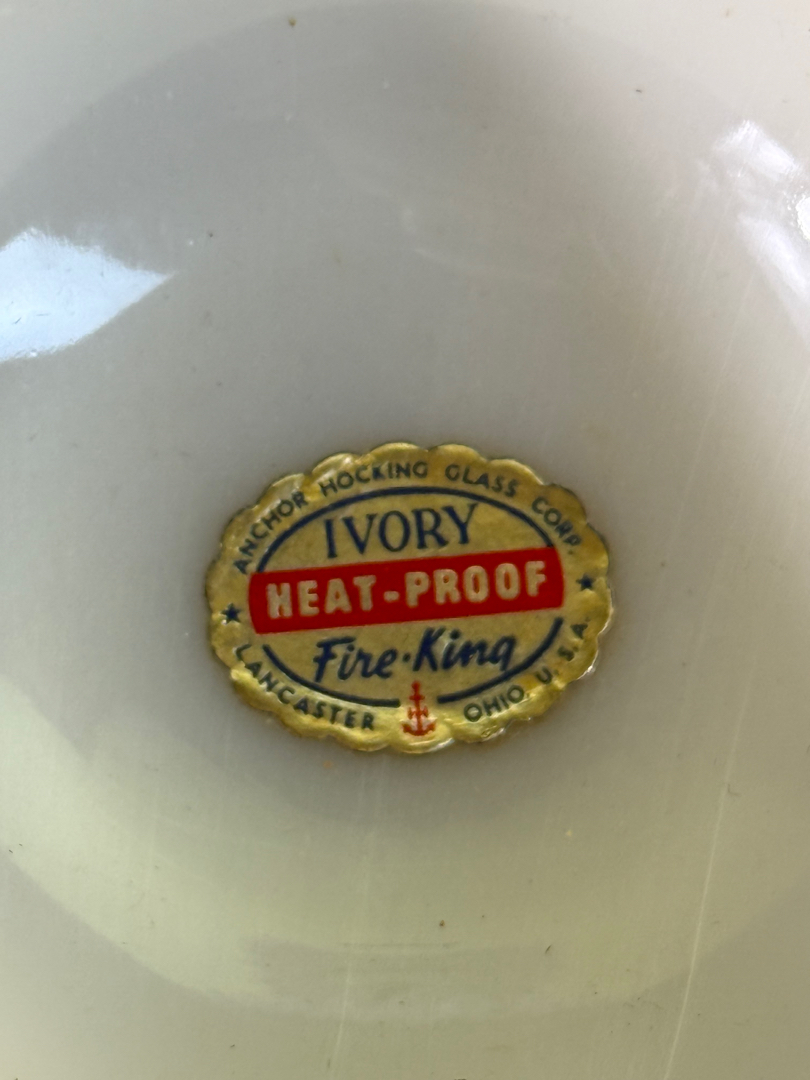 ANCHOR HOCKING GLASS CORP.
IVORY
HEAT-PROOF
Fire-King
LANCASTER OHIO U.S.A.